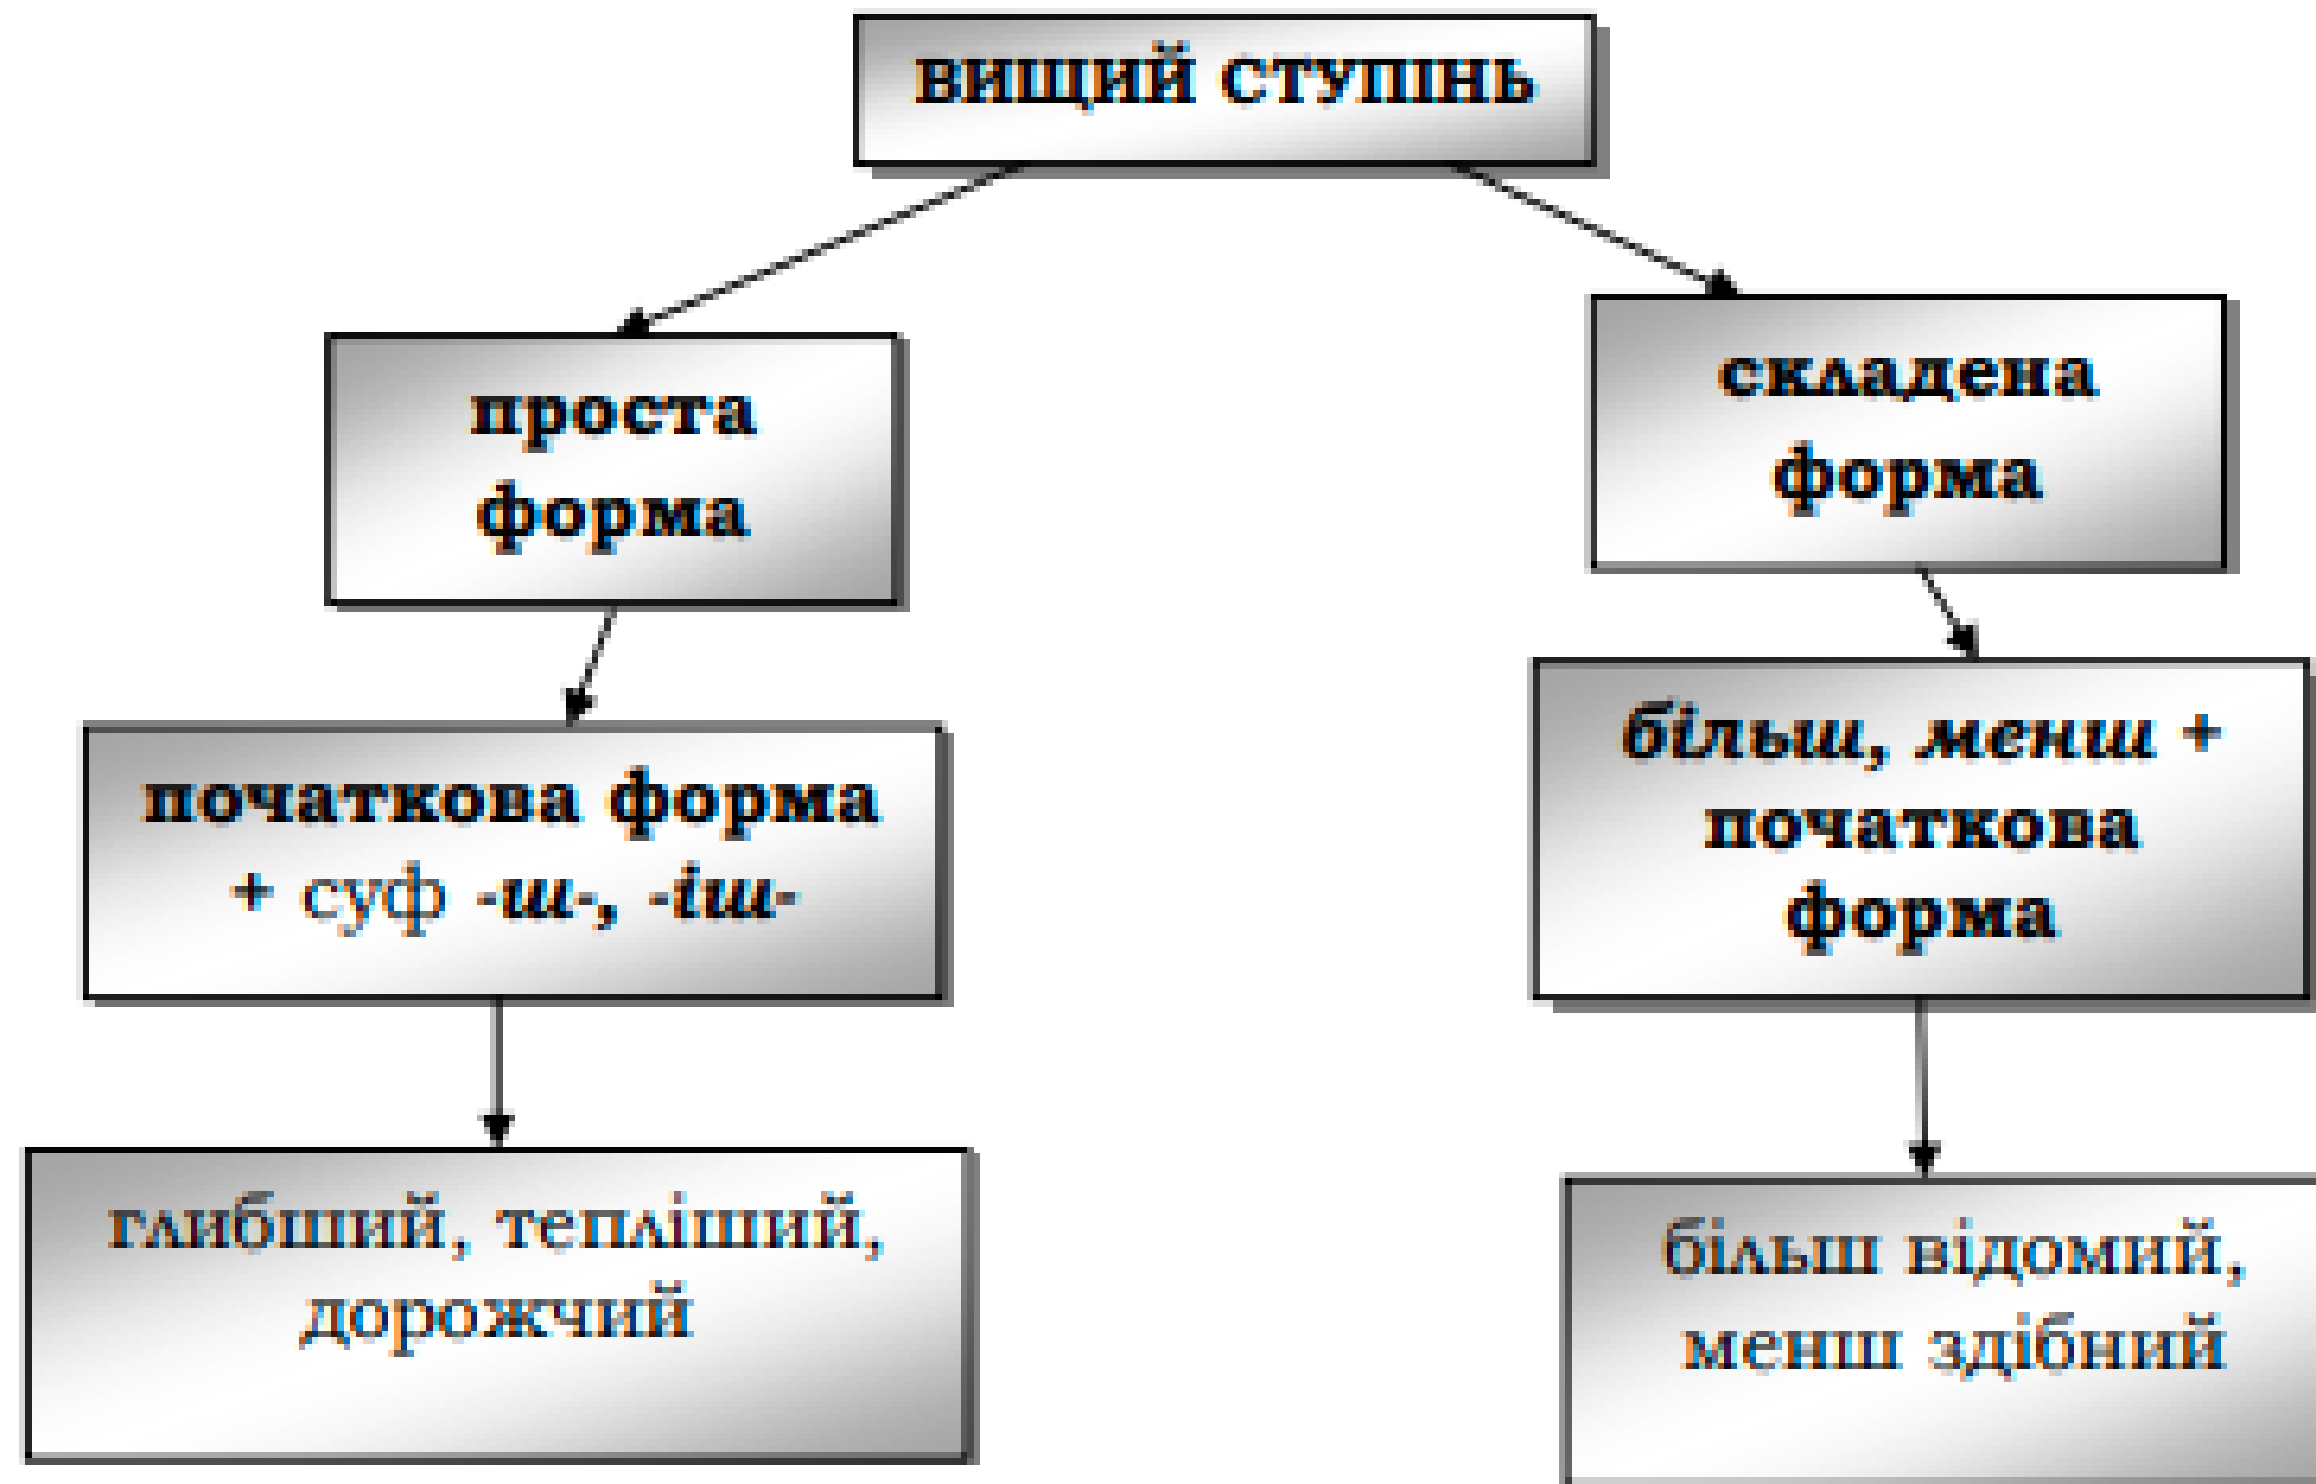 ВИЩИЙ СТУПІНЬ
проста
форма
складена
форма
початкова форма
+ суф -ш-, -іш-
більш, менш +
початкова
форма
глибший, тепліший,
дорожчий
більш відомий,
менш здібний